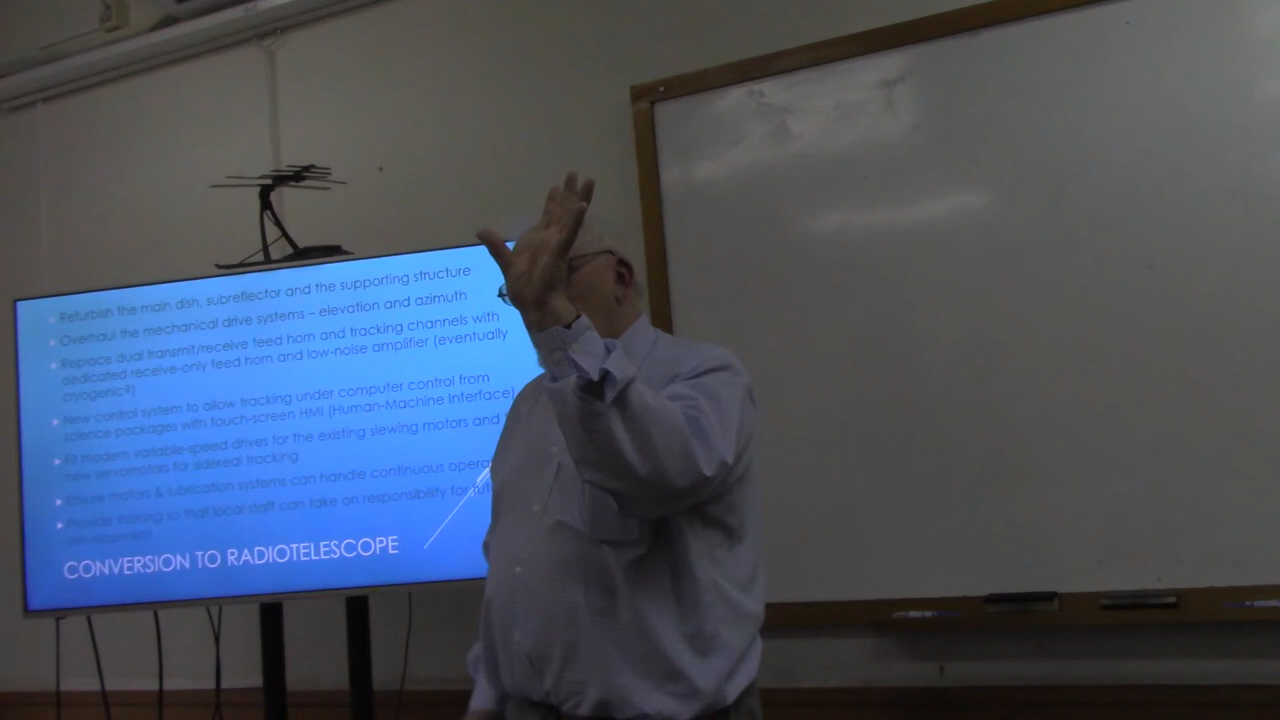 Refurbish the main dish, subreflector and the supporting structure
Overhaul the mechanical drive systems – elevation and azimuth
Replace dual transmit/receive feed horn and tracking channels with
dedicated receive-only feed horn and low-noise amplifier (eventually
cryogenic?)
New control system to allow tracking under computer control from
science packages with touch-screen HMI (Human-Machine Interface)
Fit modern variable-speed drives for the existing slewing motors and
new servomotors for sidereal tracking
Ensure motors & lubrication systems can handle continuous opera
Provide training so that local staff can take on responsibility for fut
development
CONVERSION TO RADIOTELESCOPE